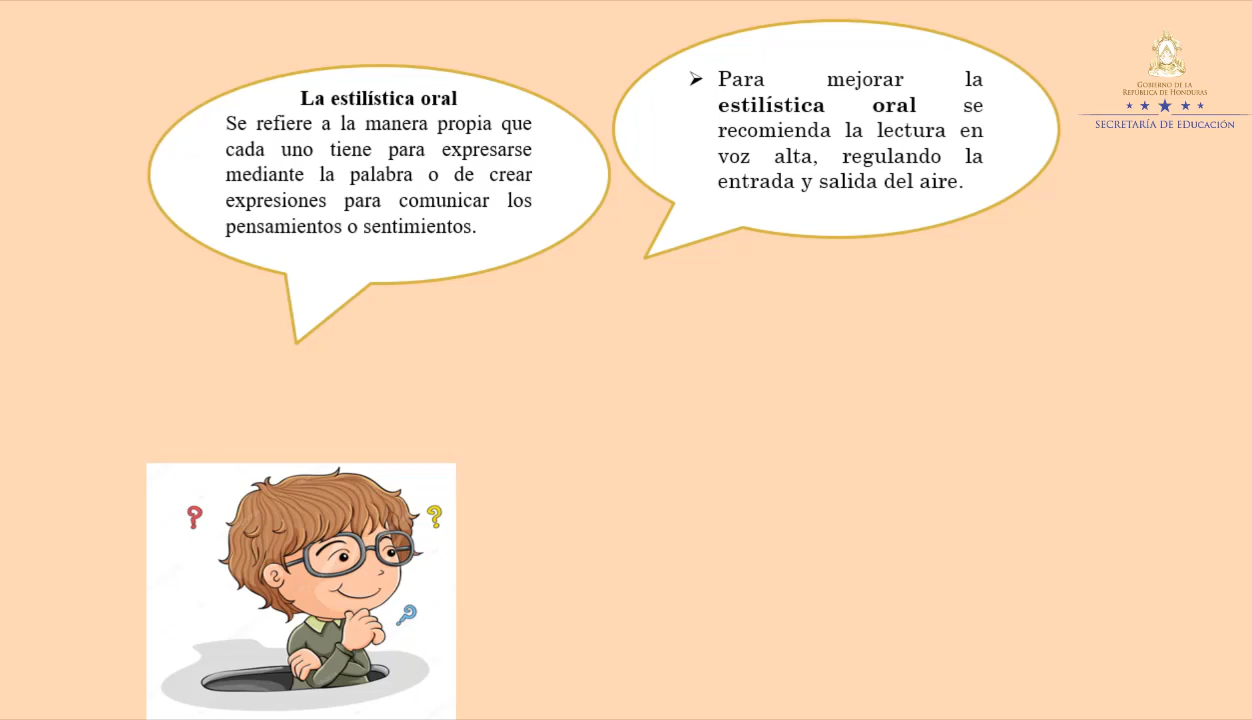 La estilística oral
Se refiere a la manera propia que
cada uno tiene para expresarse
mediante la palabra o de crear
expresiones para comunicar los
pensamientos o sentimientos.
➢ Para mejorar la
estilística oral se
recomienda la lectura en
voz alta, regulando la
entrada y salida del aire.
GOBIERNO DE LA
REPÚBLICA DE HONDURAS
SECRETARÍA DE EDUCACIÓN
?
?
?